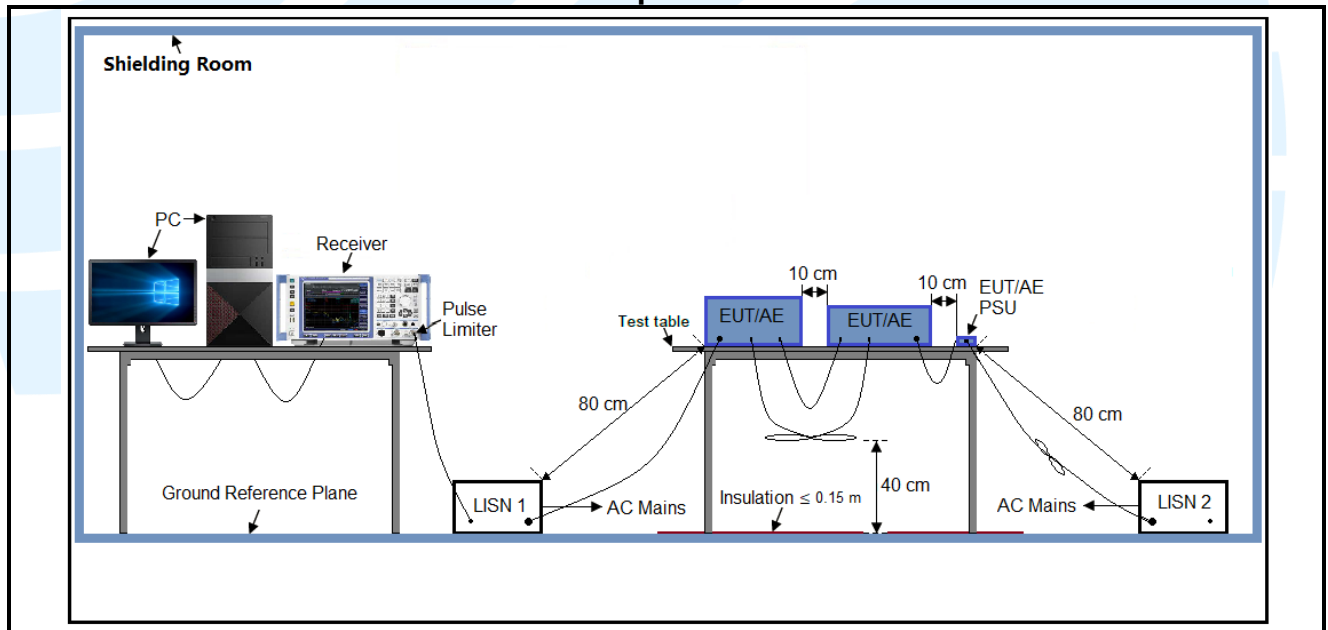 Shielding Room
PC
Receiver
Pulse
Limiter
10 cm
10 cm
EUT/AE
PSU
EUT/AE
EUT/AE
Test table
80 cm
80 cm
Ground Reference Plane
LISN 1
AC Mains
Insulation ≤ 0.15 m
40 cm
AC Mains
LISN 2